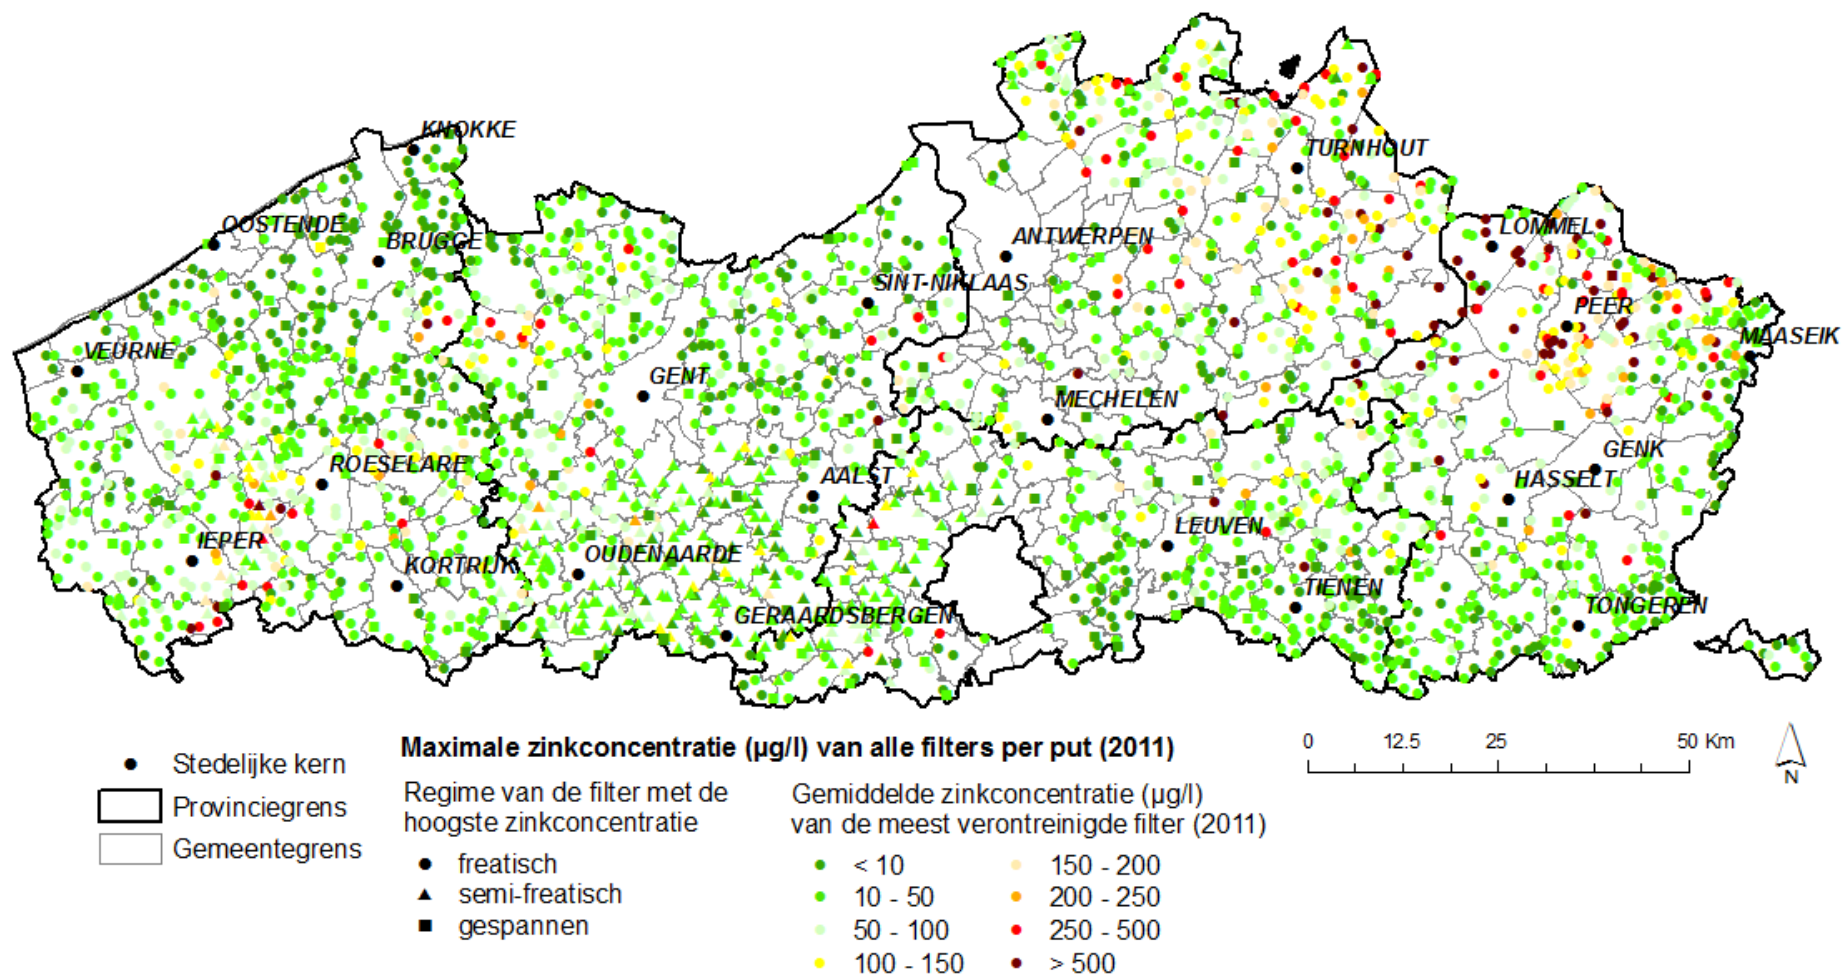 KNOKKE
TURNHOUT
OOSTENDE
BRUGGE
ANTWERPEN
LOMMEL
SINT-NIKLAAS
PEER
VEURNE
MAASEIK
GENT
MECHELEN
ROESELARE
AALST
GENK
HASSELT
IEPER
KORTRIJK
OUDENAARDE
LEUVEN
TIENEN
GERAARDSBERGEN
TONGEREN
Stedelijke kern
Provinciegrens
Gemeentegrens
Maximale zinkconcentratie (µg/l) van alle filters per put (2011)
Regime van de filter met de
hoogste zinkconcentratie
freatisch
semi-freatisch
gespannen
Gemiddelde zinkconcentratie (µg/l)
van de meest verontreinigde filter (2011)
< 10
10 - 50
50 - 100
100 - 150
150 - 200
200 - 250
250 - 500
> 500
0 12.5 25 50 Km
N